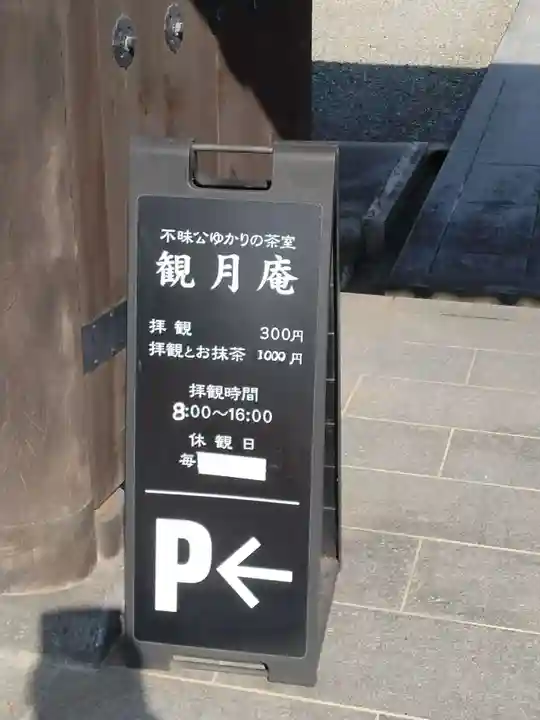 不昧公ゆかりの茶室
観月庵
拝観 300円
拝観とお抹茶 1000円
拝観時間
8:00～16:00
休観日
毎
P←